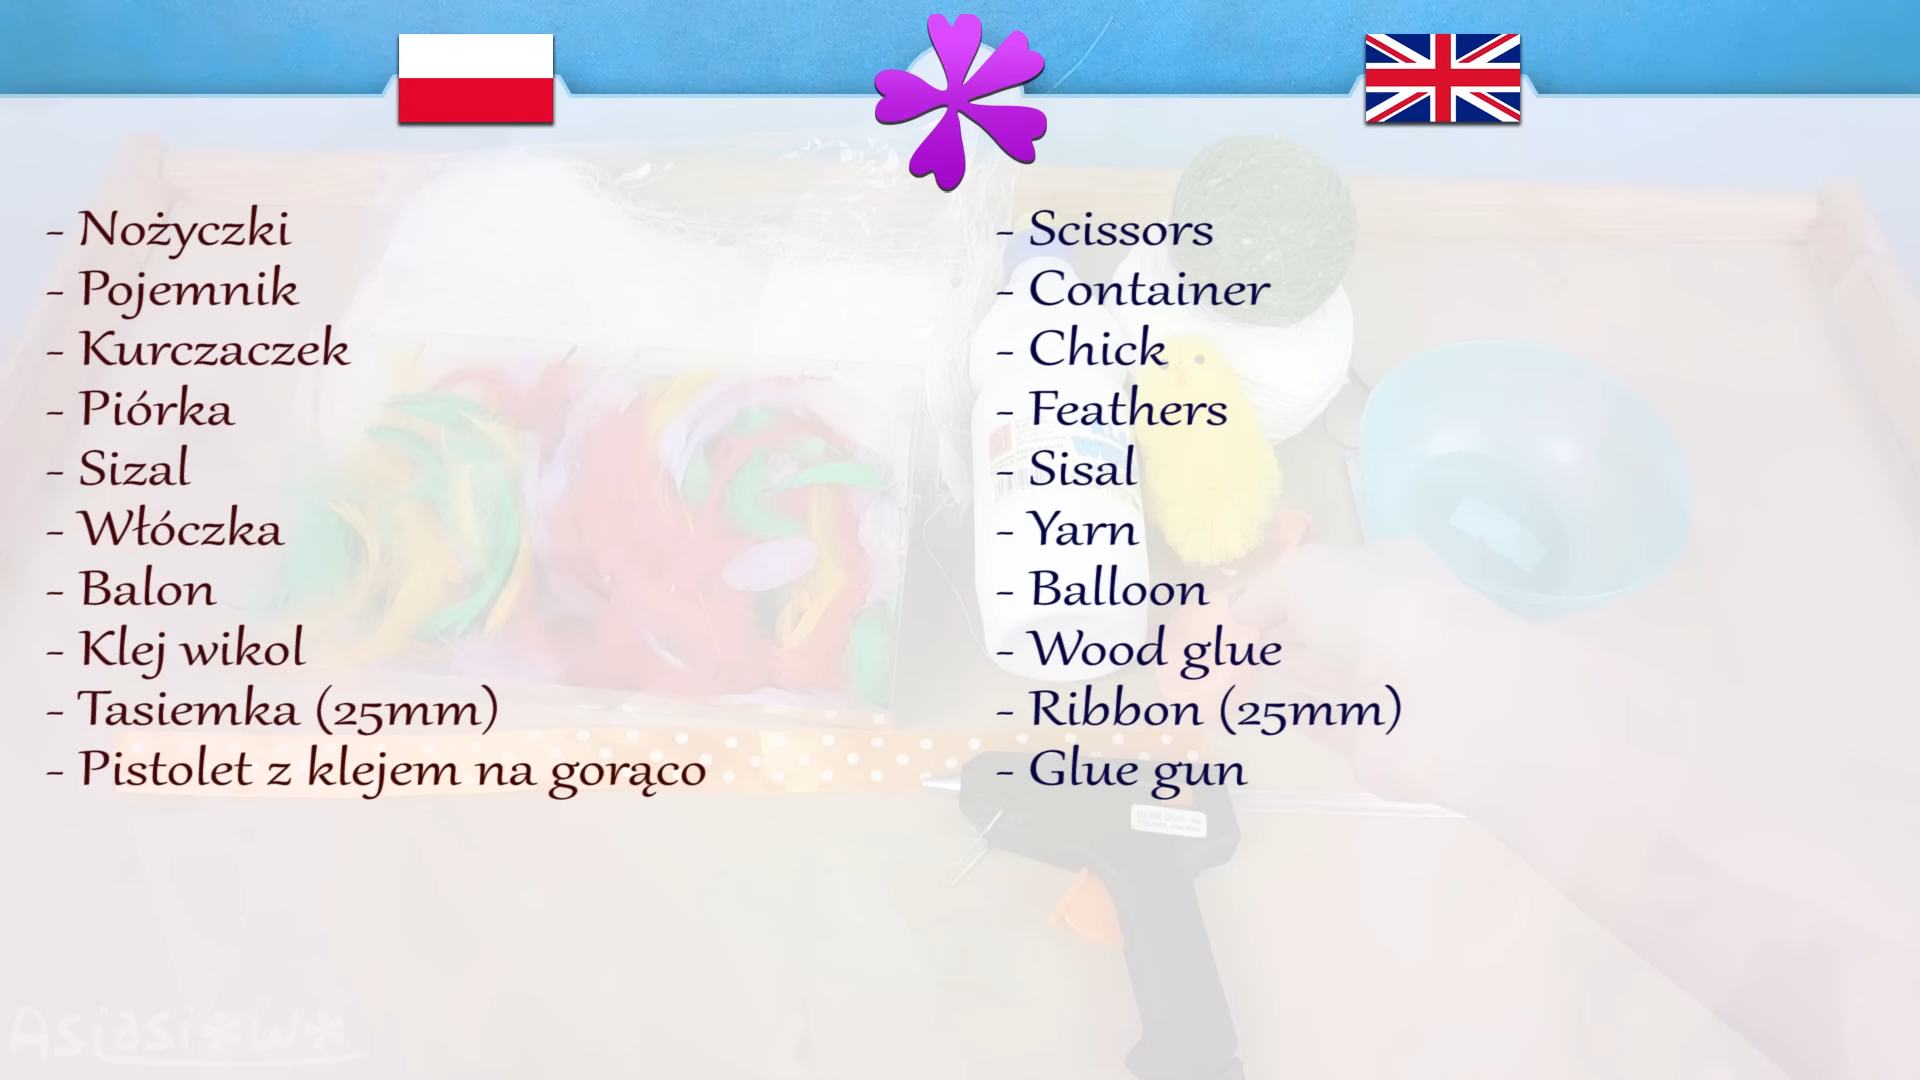 - Nożyczki
- Pojemnik
- Kurczaczek
- Piórka
- Sizal
- Włóczka
- Balon
- Klej wikol
- Tasiemka (25mm)
- Pistolet z klejem na gorąco
- Scissors
- Container
- Chick
- Feathers
- Sisal
- Yarn
- Balloon
- Wood glue
- Ribbon (25mm)
- Glue gun
Asiasi*w*